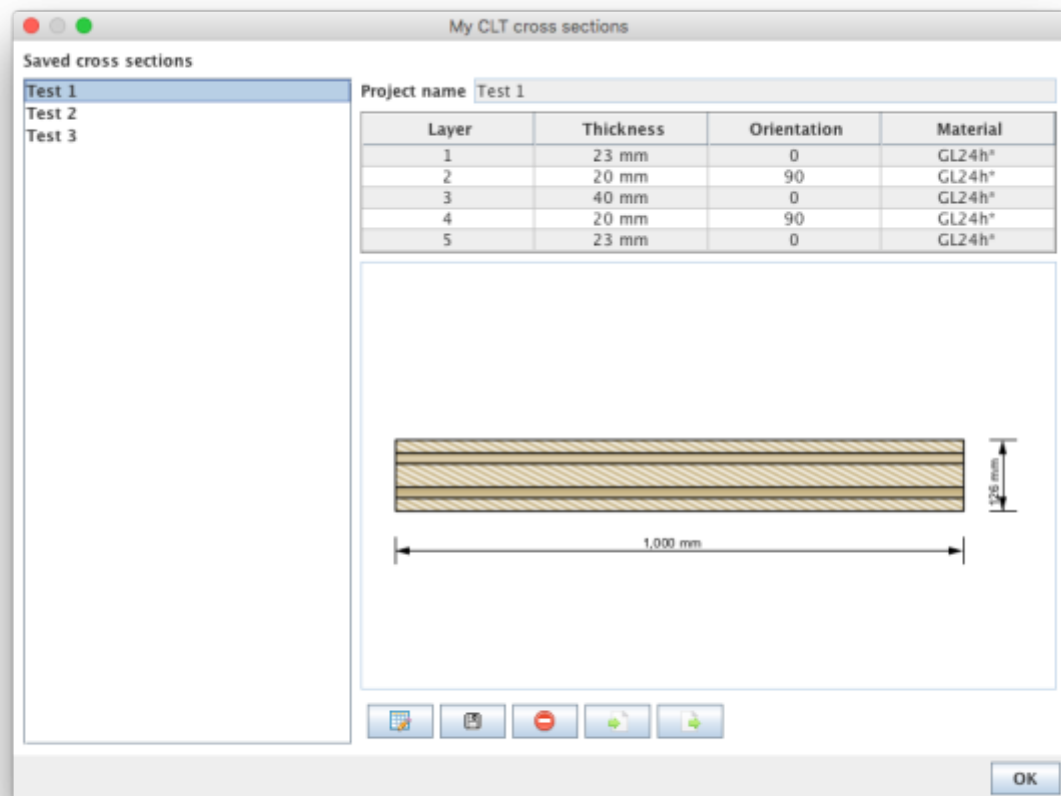 My CLT cross sections
Saved cross sections
Test 1
Test 2
Test 3
Project name Test 1
Layer Thickness Orientation Material
1 23 mm 0 GL24h*
2 20 mm 90 GL24h*
3 40 mm 0 GL24h*
4 20 mm 90 GL24h*
5 23 mm 0 GL24h*
126 mm
1,000 mm
OK